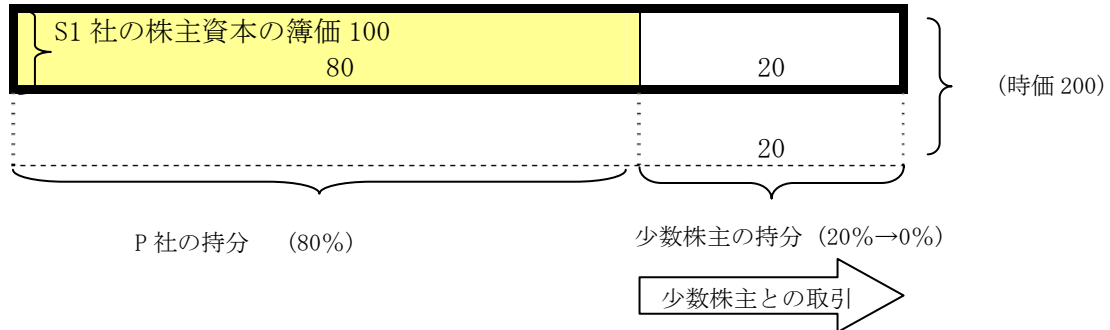 S1 社の株主資本の簿価 100
80
20
(時価 200)
20
P 社の持分 (80%)
少数株主の持分 (20%→0%)
少数株主との取引